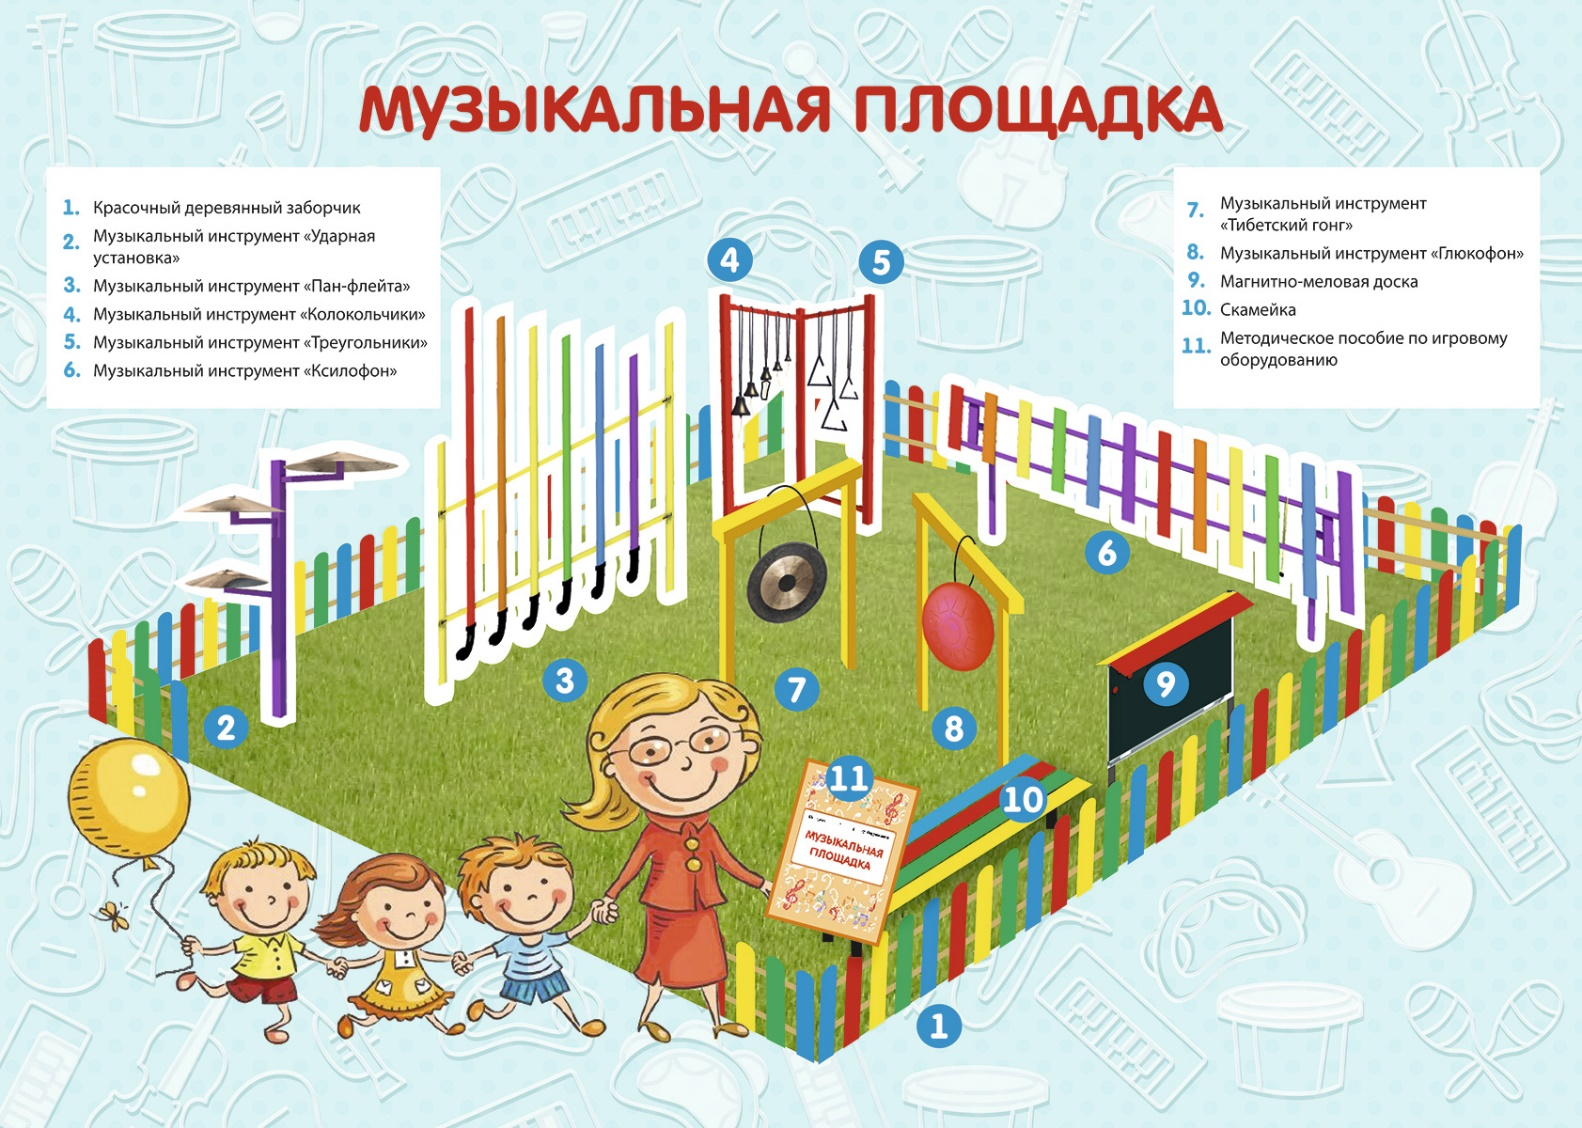 МУЗЫКАЛЬНАЯ ПЛОЩАДКА
1. Красочный деревянный заборчик
2. Музыкальный инструмент «Ударная
установка»
3. Музыкальный инструмент «Пан-флейта»
4. Музыкальный инструмент «Колокольчики»
5. Музыкальный инструмент «Треугольники»
6. Музыкальный инструмент «Ксилофон»
7. Музыкальный инструмент
«Тибетский гонг»
8. Музыкальный инструмент «Глюкофон»
9. Магнитно-меловая доска
10. Скамейка
11. Методическое пособие по игровому
оборудованию
4
5
6
3
7
9
2
8
11
10
МУЗЫКАЛЬНАЯ
ПЛОЩАДКА
1